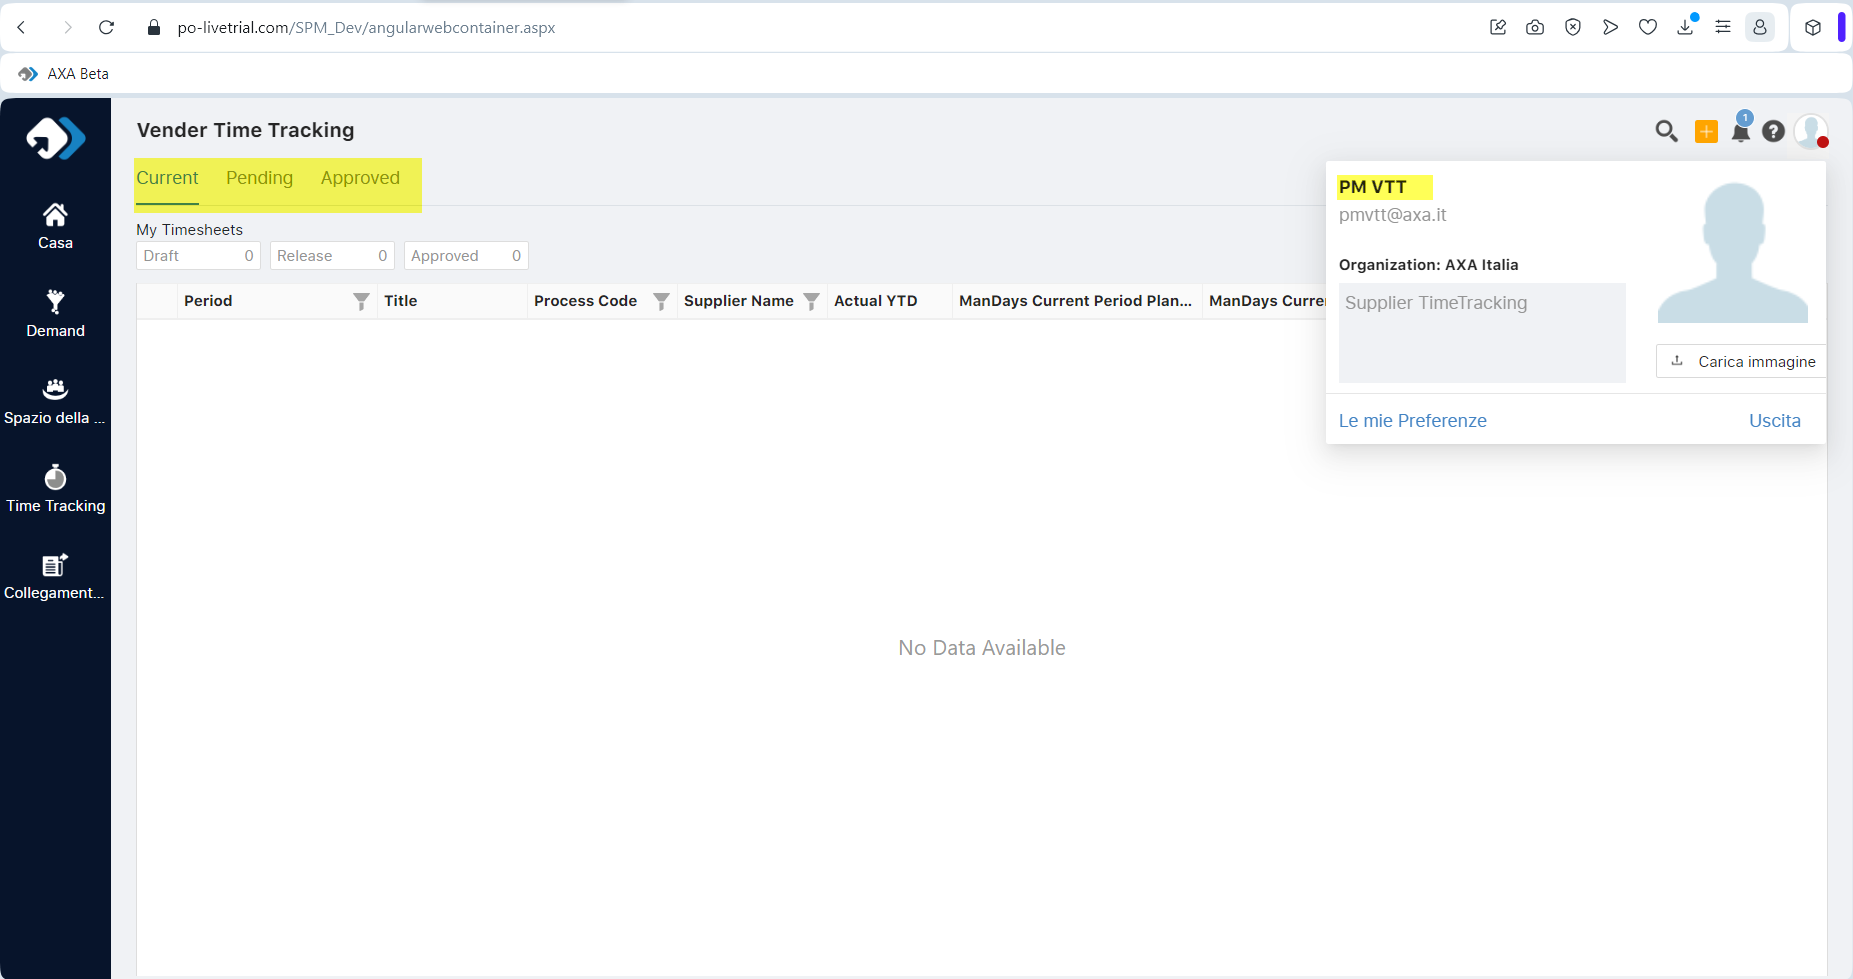 po-livetrial.com/SPM_Dev/angularwebcontainer.aspx
AXA Beta
Vender Time Tracking
1
?
Current Pending Approved
My Timesheets
Draft 0 Release 0 Approved 0
Period Title Process Code Supplier Name Actual YTD ManDays Current Period Plan... ManDays Curre
No Data Available
PM VTT
pmvtt@axa.it
Organization: AXA Italia
Supplier TimeTracking
Carica immagine
Le mie Preferenze Uscita
Casa
Demand
Spazio della ...
Time Tracking
Collegament...